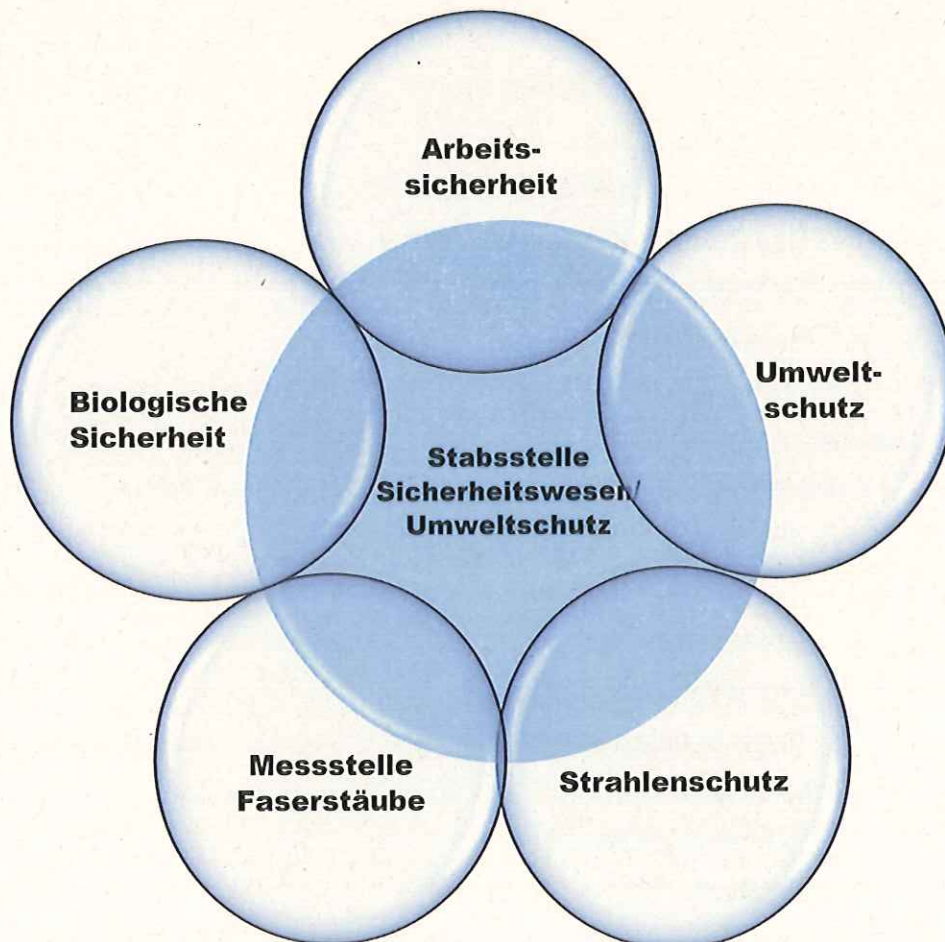 Arbeits-
sicherheit
Umwelt-
schutz
Biologische
Sicherheit
Stabsstelle
Sicherheitswesen/
Umweltschutz
Messstelle
Faserstäube
Strahlenschutz